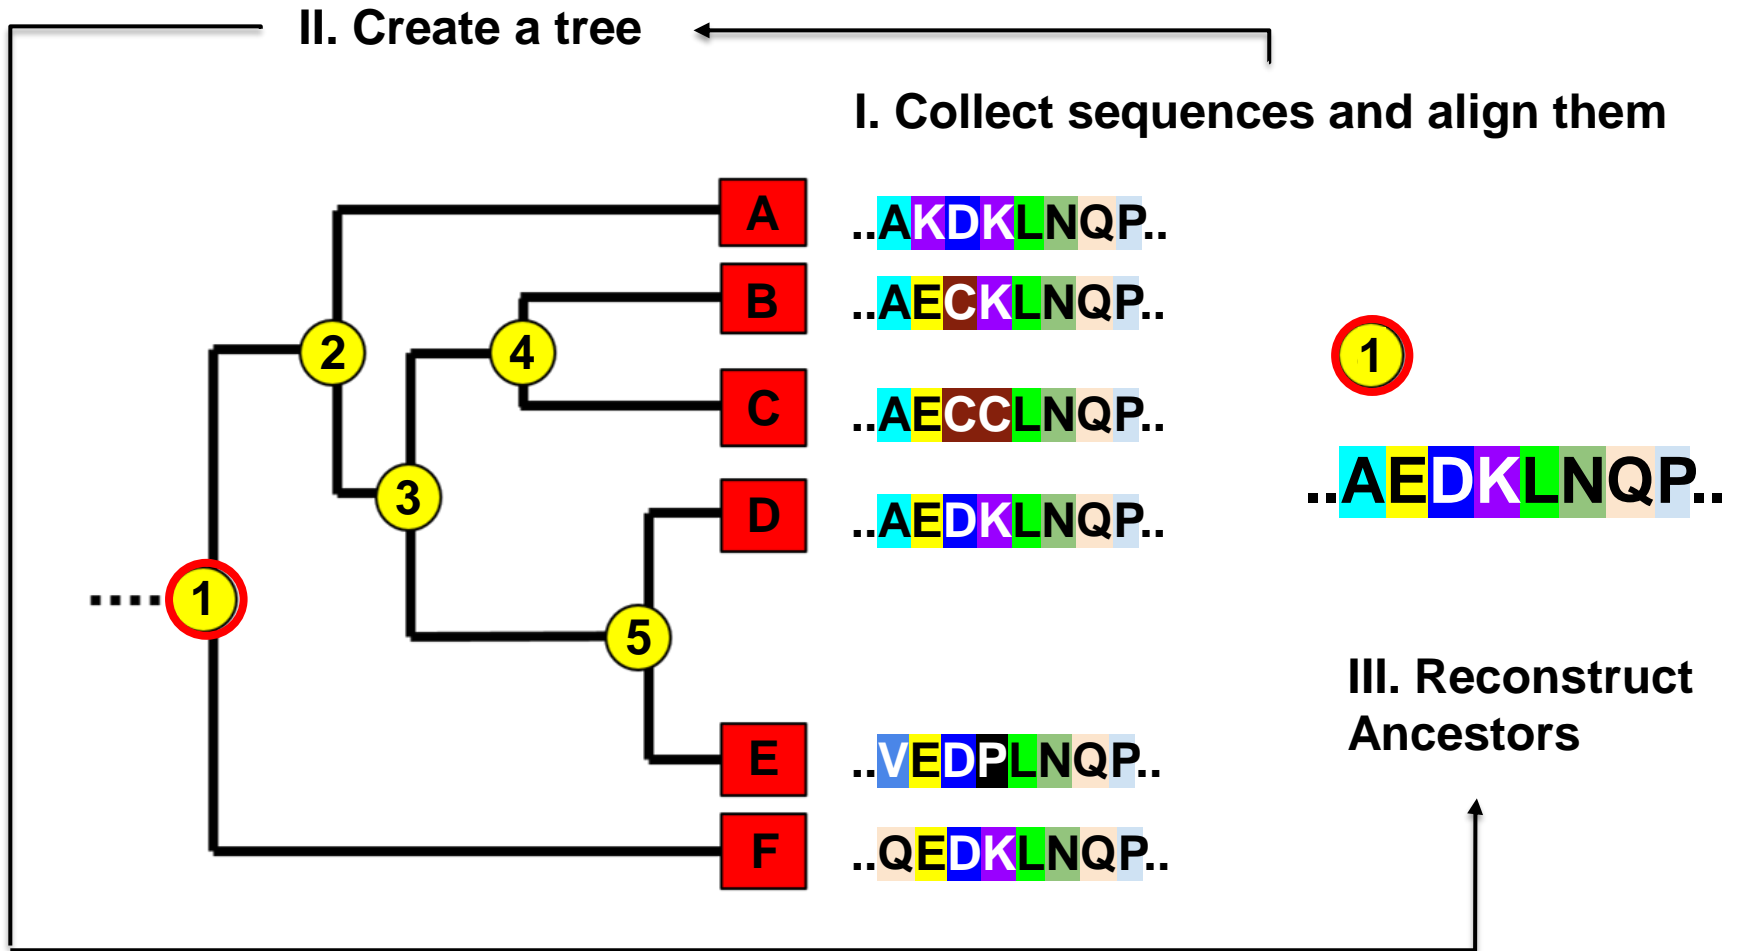 II. Create a tree
I. Collect sequences and align them
A ..AKDKLNQP..
B ..AECKLNQP..
2 4 1
C ..AECCLNQP..
3 ..AEDKLNQP..
D ..AEDKLNQP..
1
5
III. Reconstruct
Ancestors
E ..VEDPLNQP..
F ..QEDKLNQP..